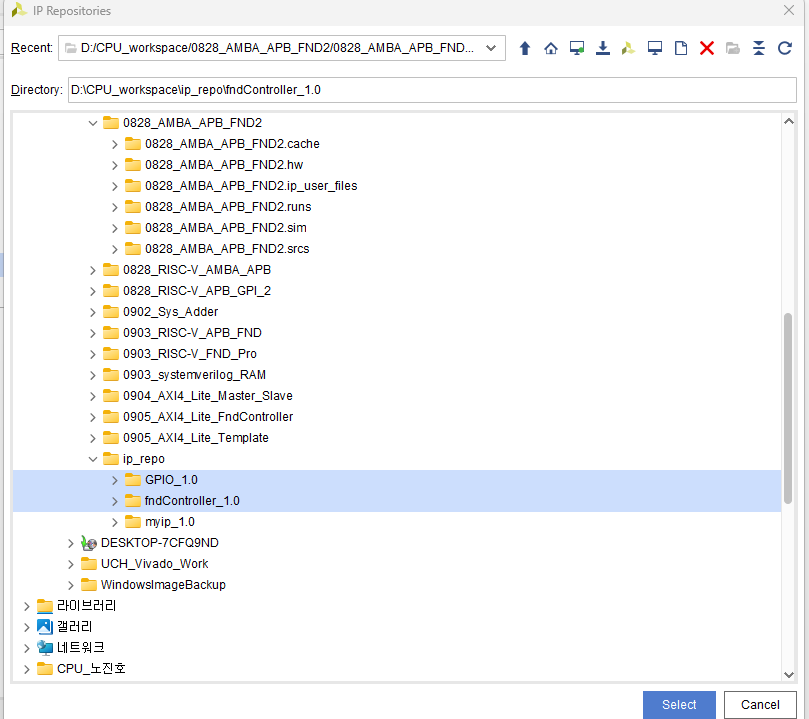 IP Repositories
Recent: D:/CPU_workspace/0828_AMBA_APB_FND2/0828_AMBA_APB_FND...
Directory: D:\CPU_workspace\ip_repo\fndController_1.0
0828_AMBA_APB_FND2
0828_AMBA_APB_FND2.cache
0828_AMBA_APB_FND2.hw
0828_AMBA_APB_FND2.ip_user_files
0828_AMBA_APB_FND2.runs
0828_AMBA_APB_FND2.sim
0828_AMBA_APB_FND2.srcs
0828_RISC-V_AMBA_APB
0828_RISC-V_APB_GPI_2
0902_Sys_Adder
0903_RISC-V_APB_FND
0903_RISC-V_FND_Pro
0903_systemverilog_RAM
0904_AXI4_Lite_Master_Slave
0905_AXI4_Lite_FndController
0905_AXI4_Lite_Template
ip_repo
GPIO_1.0
fndController_1.0
myip_1.0
DESKTOP-7CFQ9ND
UCH_Vivado_Work
WindowsImageBackup
라이브러리
갤러리
네트워크
CPU_노진호
Select Cancel